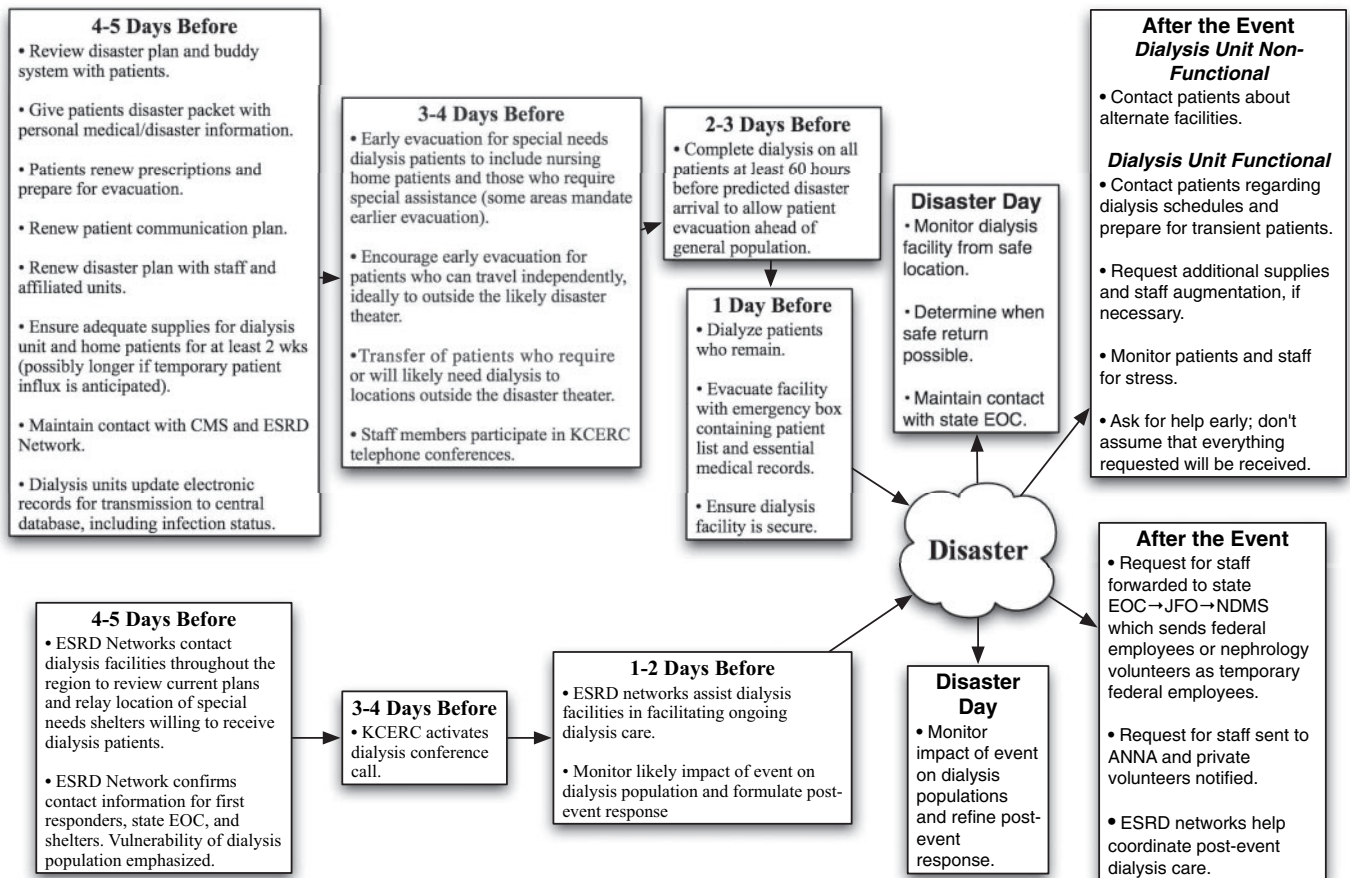 4-5 Days Before
• Review disaster plan and buddy
system with patients.
• Give patients disaster packet with
personal medical/disaster information.
• Patients renew prescriptions and
prepare for evacuation.
• Renew patient communication plan.
• Renew disaster plan with staff and
affiliated units.
• Ensure adequate supplies for dialysis
unit and home patients for at least 2 wks
(possibly longer if temporary patient
influx is anticipated).
• Maintain contact with CMS and ESRD
Network.
• Dialysis units update electronic
records for transmission to central
database, including infection status.
3-4 Days Before
• Early evacuation for special needs
dialysis patients to include nursing
home patients and those who require
special assistance (some areas mandate
earlier evacuation).
• Encourage early evacuation for
patients who can travel independently,
ideally to outside the likely disaster
theater.
•Transfer of patients who require
or will likely need dialysis to
locations outside the disaster theater.
• Staff members participate in KCERC
telephone conferences.
2-3 Days Before
• Complete dialysis on all
patients at least 60 hours
before predicted disaster
arrival to allow patient
evacuation ahead of
general population.
1 Day Before
• Dialyze patients
who remain.
• Evacuate facility
with emergency box
containing patient
list and essential
medical records.
• Ensure dialysis
facility is secure.
Disaster Day
• Monitor dialysis
facility from safe
location.
• Determine when
safe return
possible.
• Maintain contact
with state EOC.
After the Event
Dialysis Unit Non-
Functional
• Contact patients about
alternate facilities.
Dialysis Unit Functional
• Contact patients regarding
dialysis schedules and
prepare for transient patients.
• Request additional supplies
and staff augmentation, if
necessary.
• Monitor patients and staff
for stress.
• Ask for help early; don't
assume that everything
requested will be received.
Disaster
4-5 Days Before
• ESRD Networks contact
dialysis facilities throughout the
region to review current plans
and relay location of special
needs shelters willing to receive
dialysis patients.
• ESRD Network confirms
contact information for first
responders, state EOC, and
shelters. Vulnerability of dialysis
population emphasized.
3-4 Days Before
• KCERC activates
dialysis conference
call.
1-2 Days Before
• ESRD networks assist dialysis
facilities in facilitating ongoing
dialysis care.
• Monitor likely impact of event on
dialysis population and formulate post-
event response
Disaster
Day
• Monitor
impact of event
on dialysis
populations
and refine post-
event
response.
After the Event
• Request for staff
forwarded to state
EOC→JFO→NDMS
which sends federal
employees or nephrology
volunteers as temporary
federal employees.
• Request for staff sent to
ANNA and private
volunteers notified.
• ESRD networks help
coordinate post-event
dialysis care.